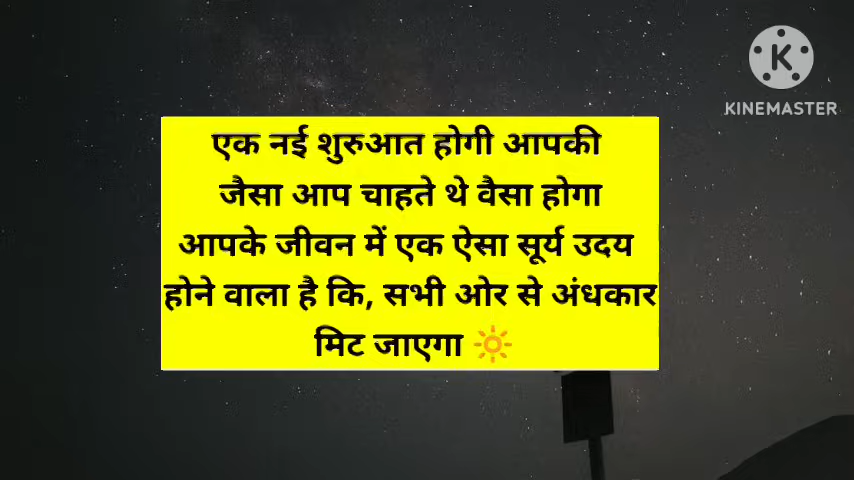 KINEMASTER
एक नई शुरुआत होगी आपकी
जैसा आप चाहते थे वैसा होगा
आपके जीवन में एक ऐसा सूर्य उदय
होने वाला है कि, सभी ओर से अंधकार
मिट जाएगा 🔆